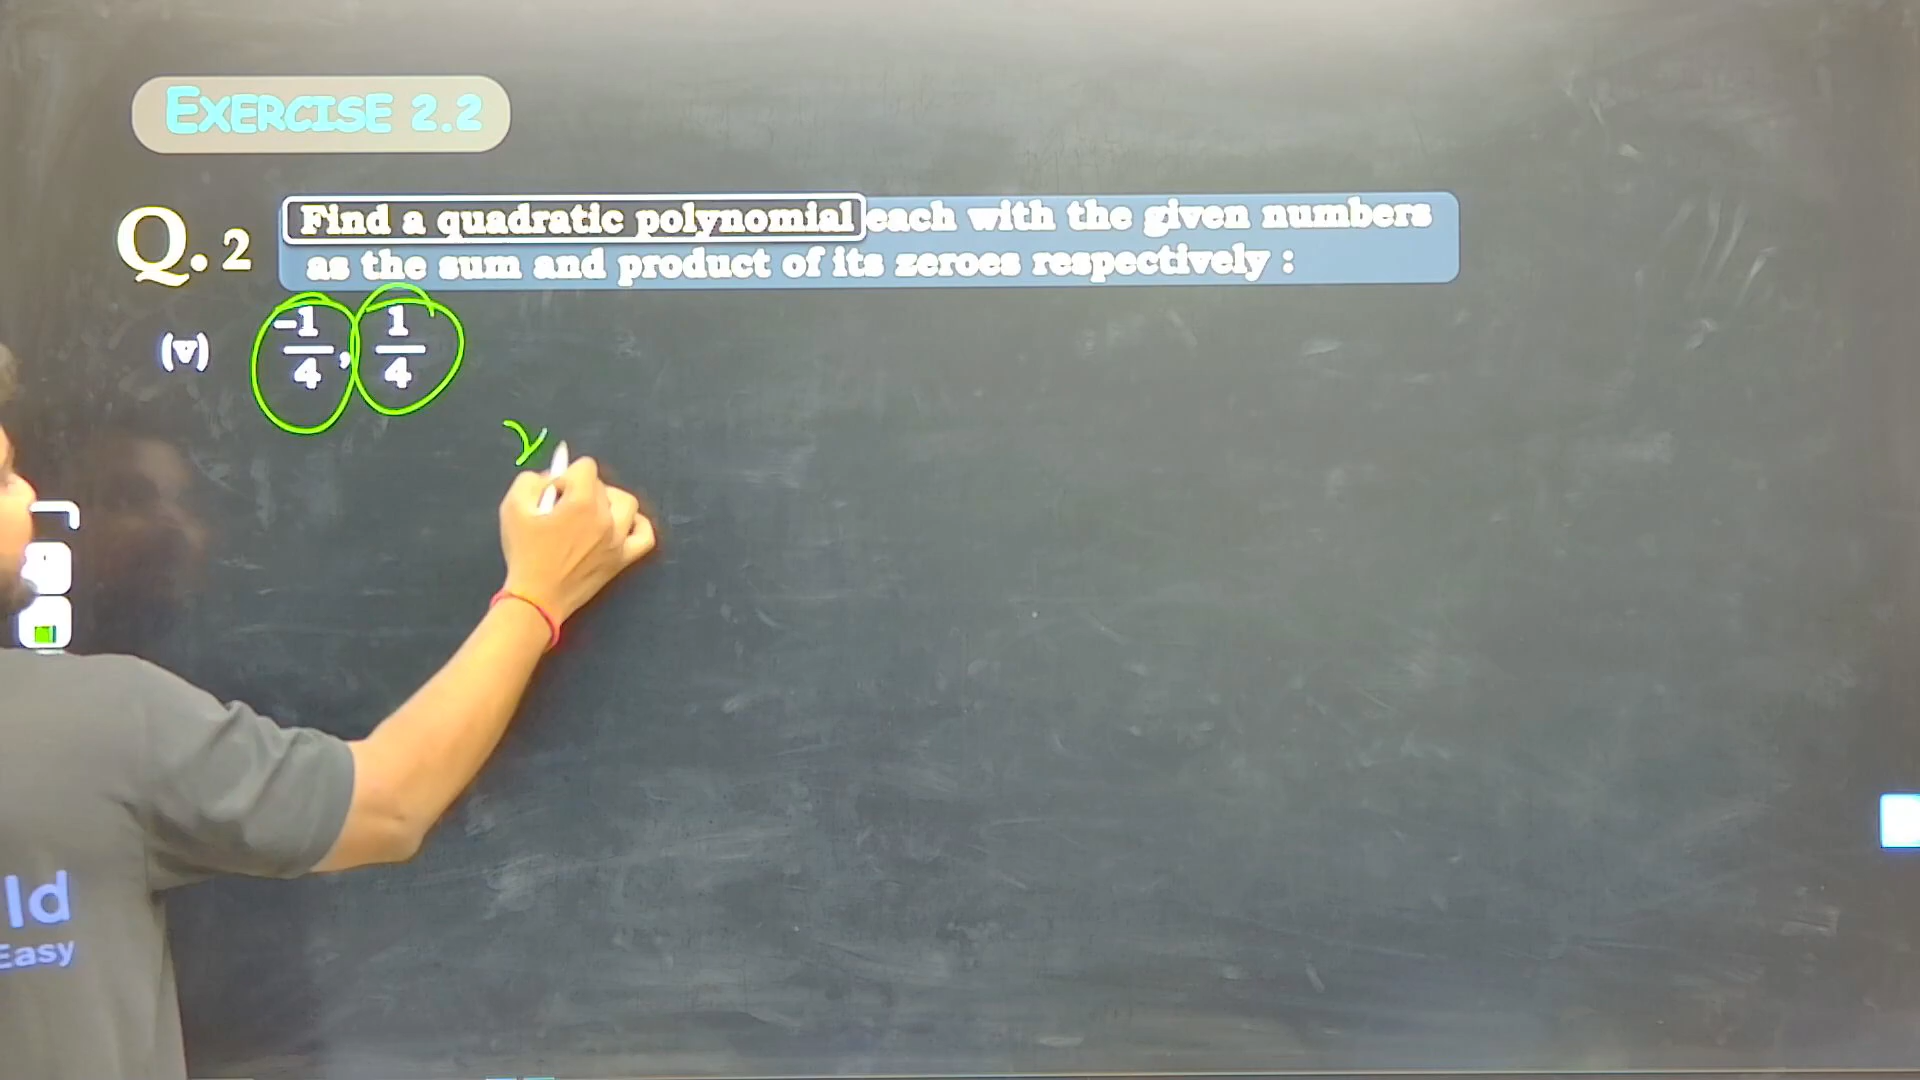 EXERCISE 2.2
Q. 2 Find a quadratic polynomial each with the given numbers
as the sum and product of its zeroes respectively :
(v) -1/4, 1/4
ld
Easy